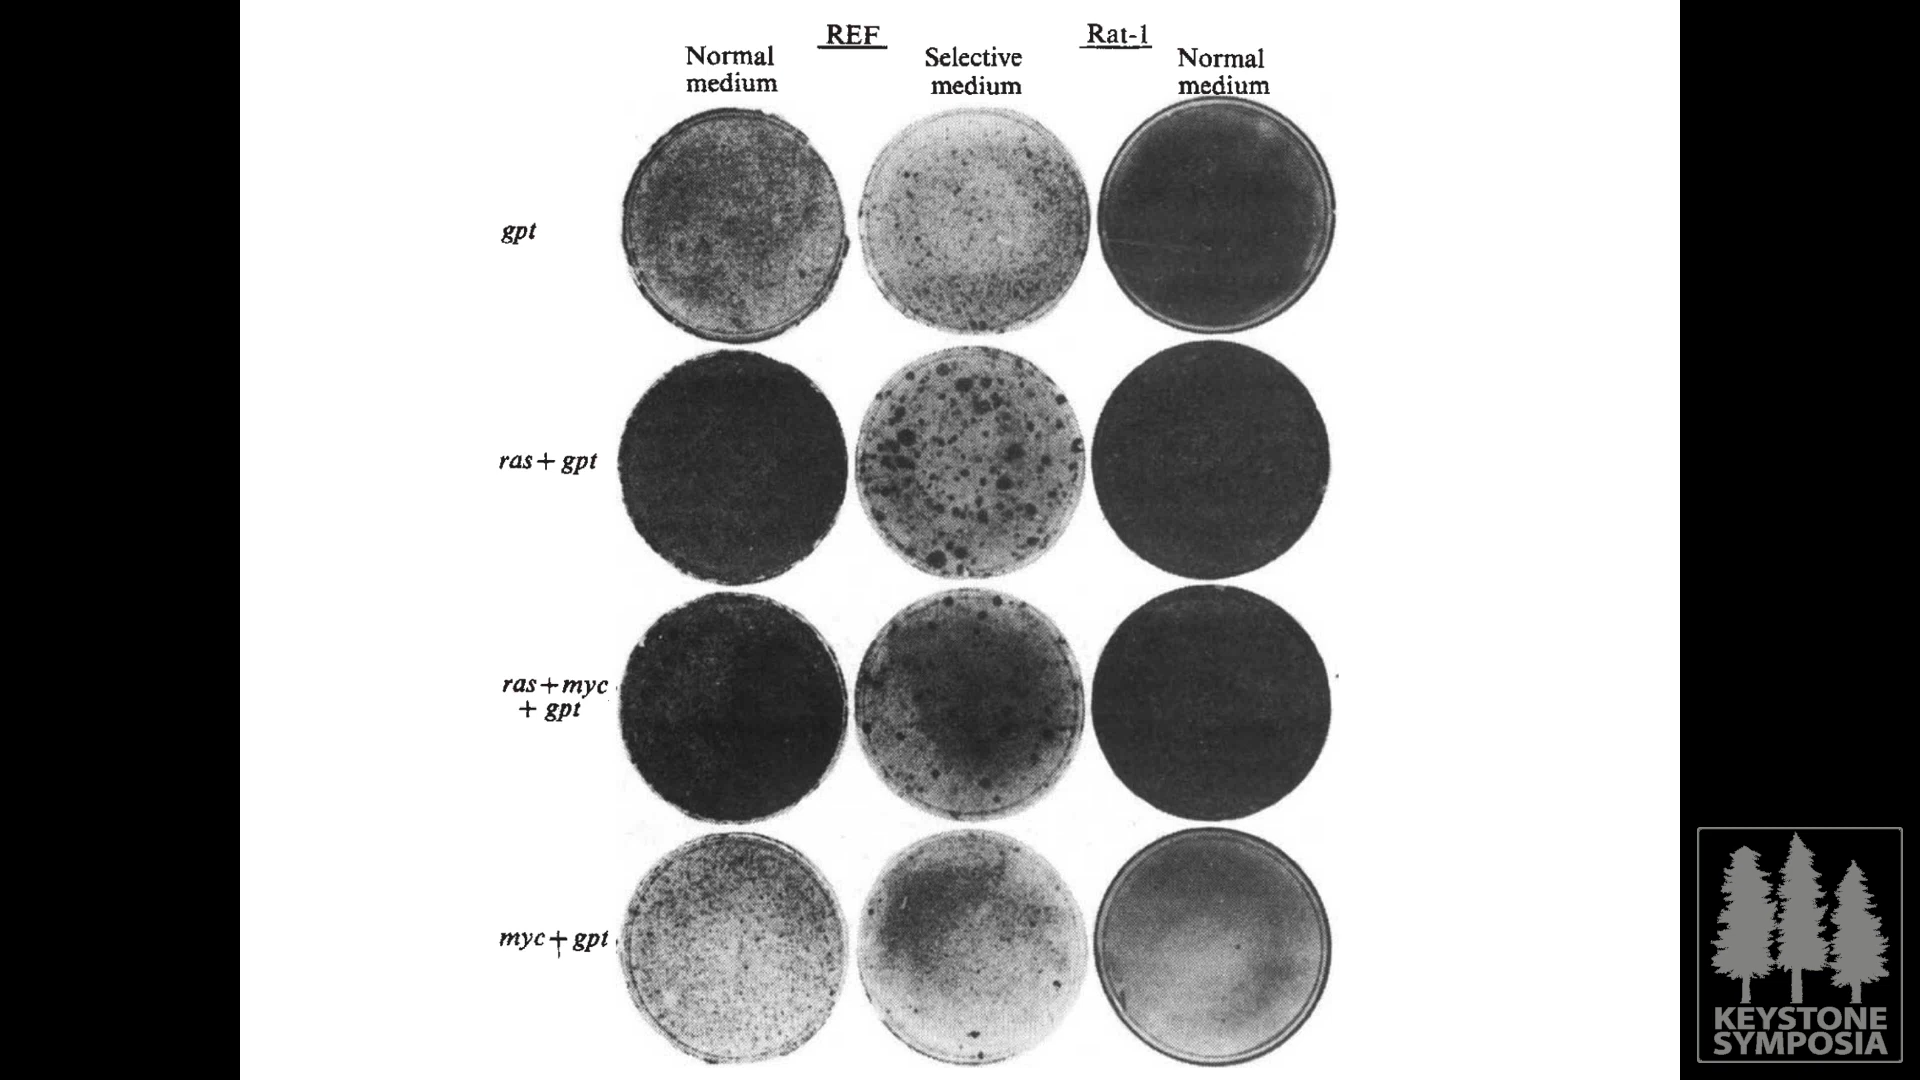 REF
Rat-1
Normal
medium
Selective
medium
Normal
medium
gpt
ras+gpt
ras+myc
+ gpt
myc+gpt
KEYSTONE
SYMPOSIA